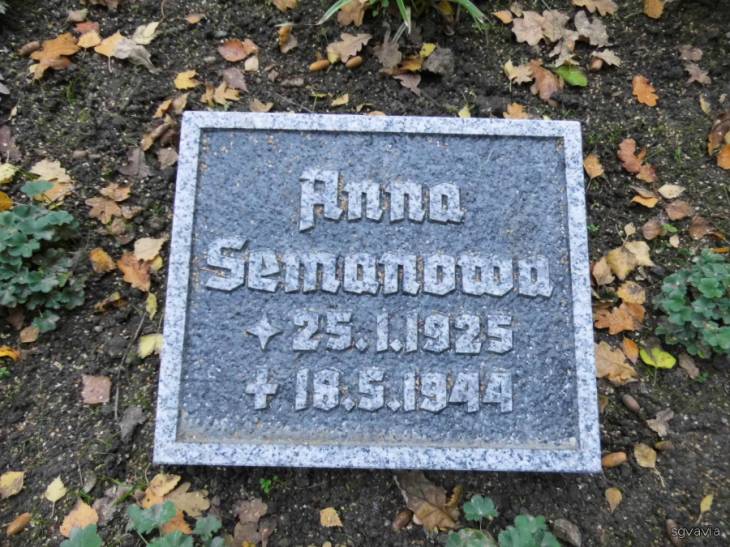 Anna
Semanowa
✦ 25.1.1925
✝ 18.5.1944
sgvavia